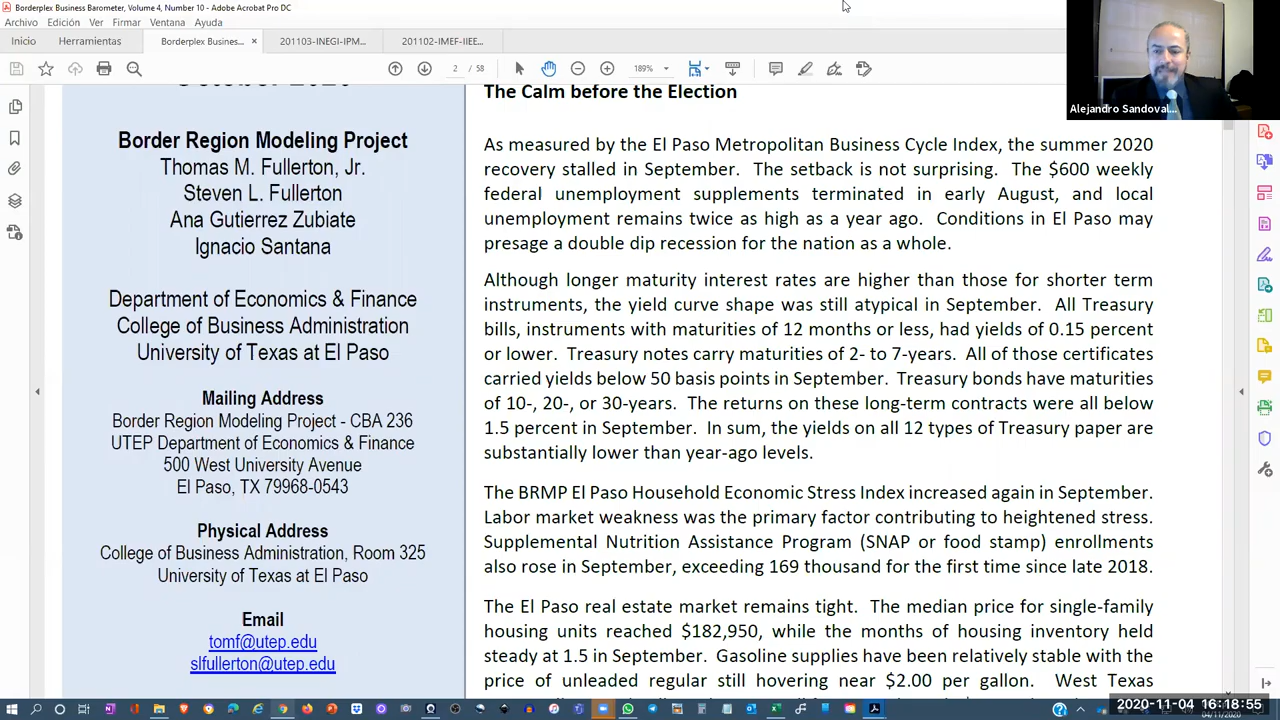 Borderplex Business Barometer, Volume 4, Number 10 - Adobe Acrobat Pro DC
Archivo Edición Ver Firmar Ventana Ayuda
Inicio Herramientas Borderplex Busines... × 201103-INEGI-IPM... 201102-IMEF-IIEE...
2 / 58 189%
Alejandro Sandoval...
Border Region Modeling Project
Thomas M. Fullerton, Jr.
Steven L. Fullerton
Ana Gutierrez Zubiate
Ignacio Santana
Department of Economics & Finance
College of Business Administration
University of Texas at El Paso
Mailing Address
Border Region Modeling Project - CBA 236
UTEP Department of Economics & Finance
500 West University Avenue
El Paso, TX 79968-0543
Physical Address
College of Business Administration, Room 325
University of Texas at El Paso
Email
tomf@utep.edu
slfullerton@utep.edu
The Calm before the Election
As measured by the El Paso Metropolitan Business Cycle Index, the summer 2020
recovery stalled in September. The setback is not surprising. The $600 weekly
federal unemployment supplements terminated in early August, and local
unemployment remains twice as high as a year ago. Conditions in El Paso may
presage a double dip recession for the nation as a whole.
Although longer maturity interest rates are higher than those for shorter term
instruments, the yield curve shape was still atypical in September. All Treasury
bills, instruments with maturities of 12 months or less, had yields of 0.15 percent
or lower. Treasury notes carry maturities of 2- to 7-years. All of those certificates
carried yields below 50 basis points in September. Treasury bonds have maturities
of 10-, 20-, or 30-years. The returns on these long-term contracts were all below
1.5 percent in September. In sum, the yields on all 12 types of Treasury paper are
substantially lower than year-ago levels.
The BRMP El Paso Household Economic Stress Index increased again in September.
Labor market weakness was the primary factor contributing to heightened stress.
Supplemental Nutrition Assistance Program (SNAP or food stamp) enrollments
also rose in September, exceeding 169 thousand for the first time since late 2018.
The El Paso real estate market remains tight. The median price for single-family
housing units reached $182,950, while the months of housing inventory held
steady at 1.5 in September. Gasoline supplies have been relatively stable with the
price of unleaded regular still hovering near $2.00 per gallon. West Texas
2020-11-04 16:18:55
04/11/2020